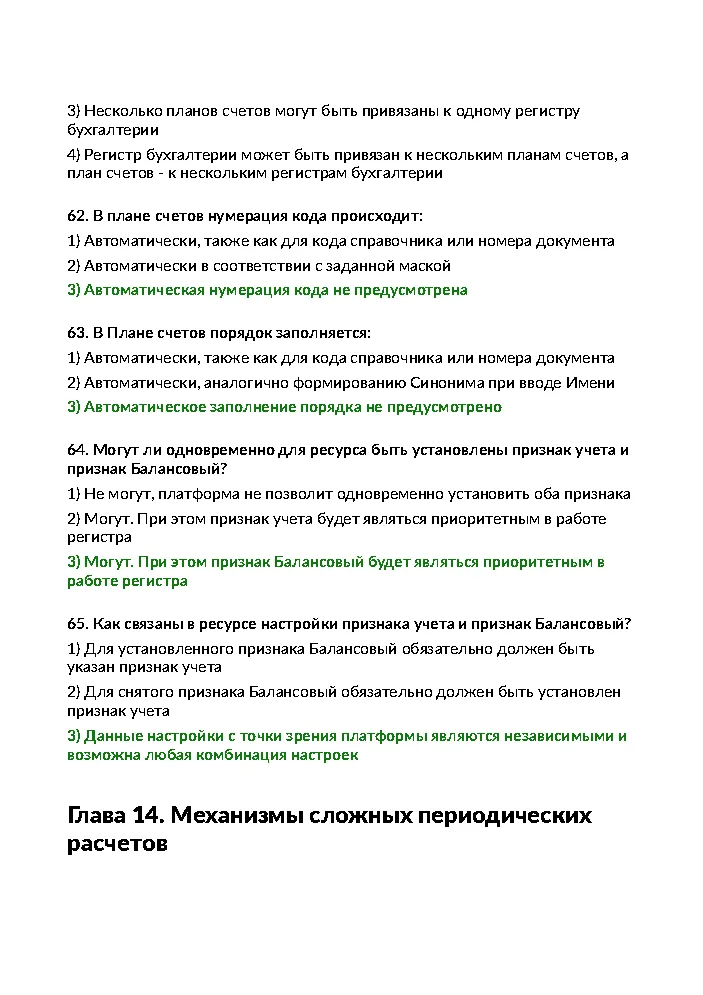 3) Несколько планов счетов могут быть привязаны к одному регистру
бухгалтерии
4) Регистр бухгалтерии может быть привязан к нескольким планам счетов, а
план счетов - к нескольким регистрам бухгалтерии
62. В плане счетов нумерация кода происходит:
1) Автоматически, также как для кода справочника или номера документа
2) Автоматически в соответствии с заданной маской
3) Автоматическая нумерация кода не предусмотрена
63. В Плане счетов порядок заполняется:
1) Автоматически, также как для кода справочника или номера документа
2) Автоматически, аналогично формированию Синонима при вводе Имени
3) Автоматическое заполнение порядка не предусмотрено
64. Могут ли одновременно для ресурса быть установлены признак учета и
признак Балансовый?
1) Не могут, платформа не позволит одновременно установить оба признака
2) Могут. При этом признак учета будет являться приоритетным в работе
регистра
3) Могут. При этом признак Балансовый будет являться приоритетным в
работе регистра
65. Как связаны в ресурсе настройки признака учета и признак Балансовый?
1) Для установленного признака Балансовый обязательно должен быть
указан признак учета
2) Для снятого признака Балансовый обязательно должен быть установлен
признак учета
3) Данные настройки с точки зрения платформы являются независимыми и
возможна любая комбинация настроек
Глава 14. Механизмы сложных периодических
расчетов